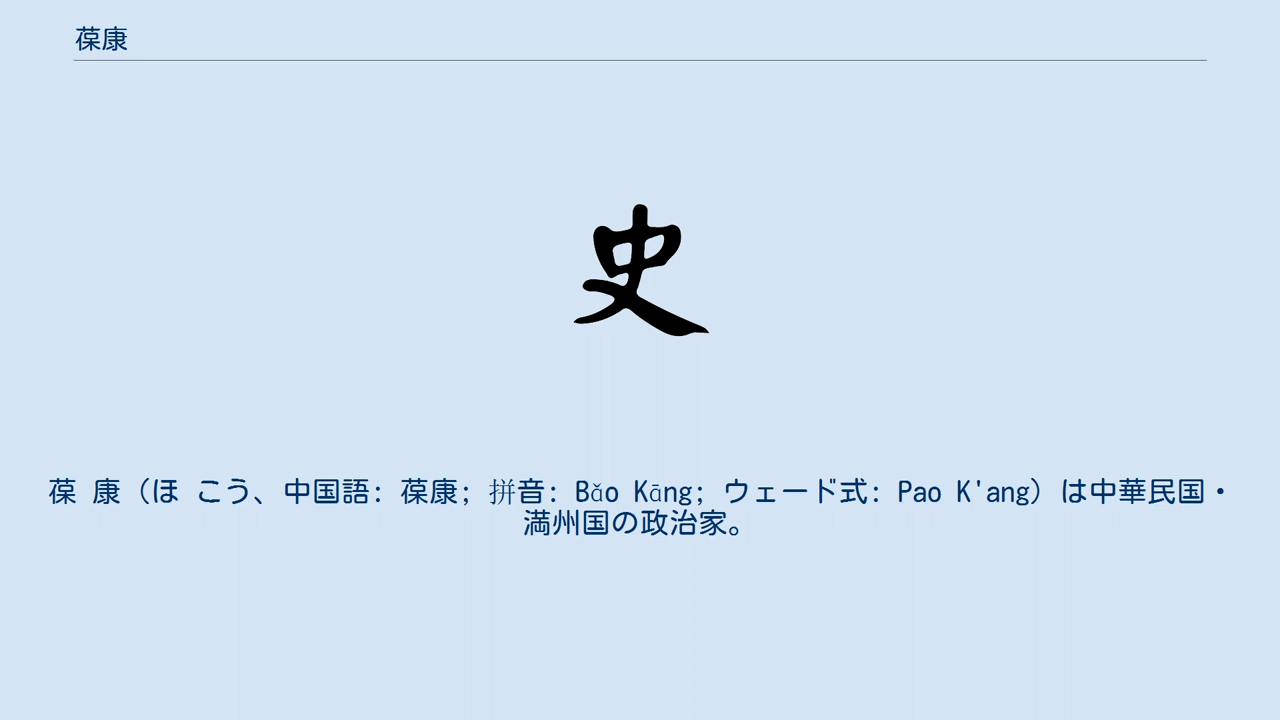 葆康
史
葆 康（ほ こう、中国語: 葆康; 拼音: Bǎo Kāng; ウェード式: Pao K'ang）は中華民国・
満州国の政治家。